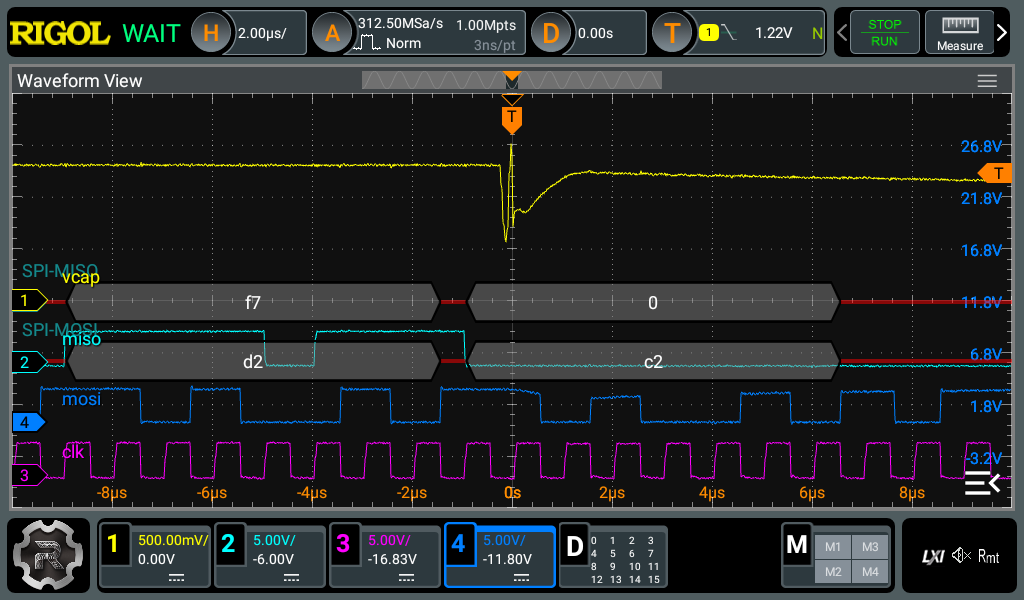 RIGOL WAIT H 2.00µs/ A 312.50MSa/s 1.00Mpts Norm 3ns/pt D 0.00s T 1 1.22V N STOP RUN Measure
Waveform View
T
26.8V
T
21.8V
16.8V
SPI-MISO
vcap
1 f7 0 11.8V
SPI-MOSI
miso
2 d2 c2 6.8V
mosi
1.8V
4
clk
-3.2V
3
-8µs -6µs -4µs -2µs 0s 2µs 4µs 6µs 8µs
1 500.00mV/ 0.00V
2 5.00V/ -6.00V
3 5.00V/ -16.83V
4 5.00V/ -11.80V
D 0 1 2 3
4 5 6 7
8 9 10 11
12 13 14 15
M M1 M3
M2 M4
LXI Rmt